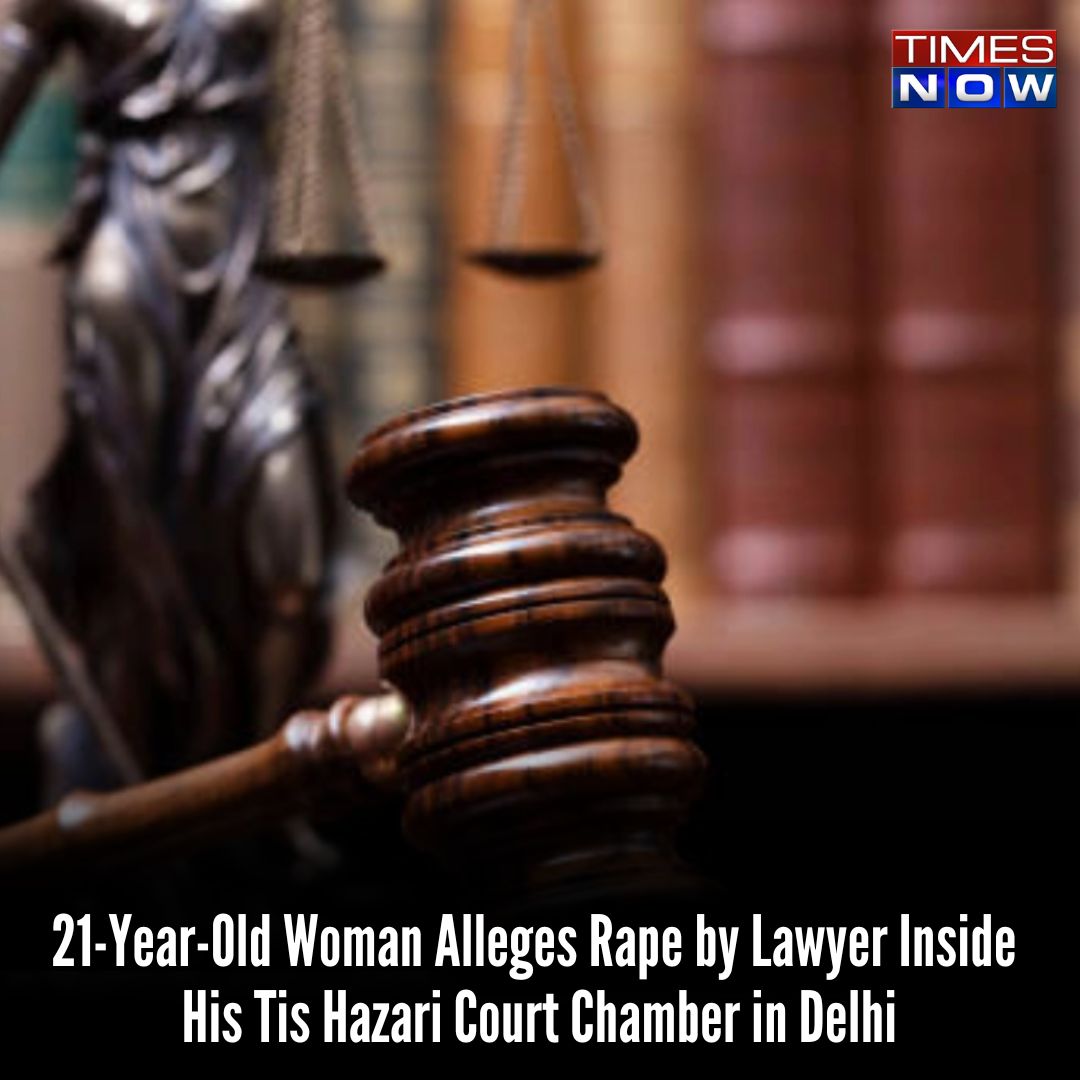 TIMES
NOW
21-Year-Old Woman Alleges Rape by Lawyer Inside
His Tis Hazari Court Chamber in Delhi